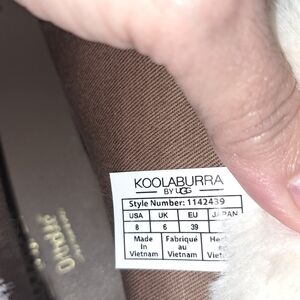 KOOLABURRA
BY UGG
Style Number: 1142439
USA UK EU JAPAN
8 6 39
Made Fabriqué
in au
Vietnam Vietnam